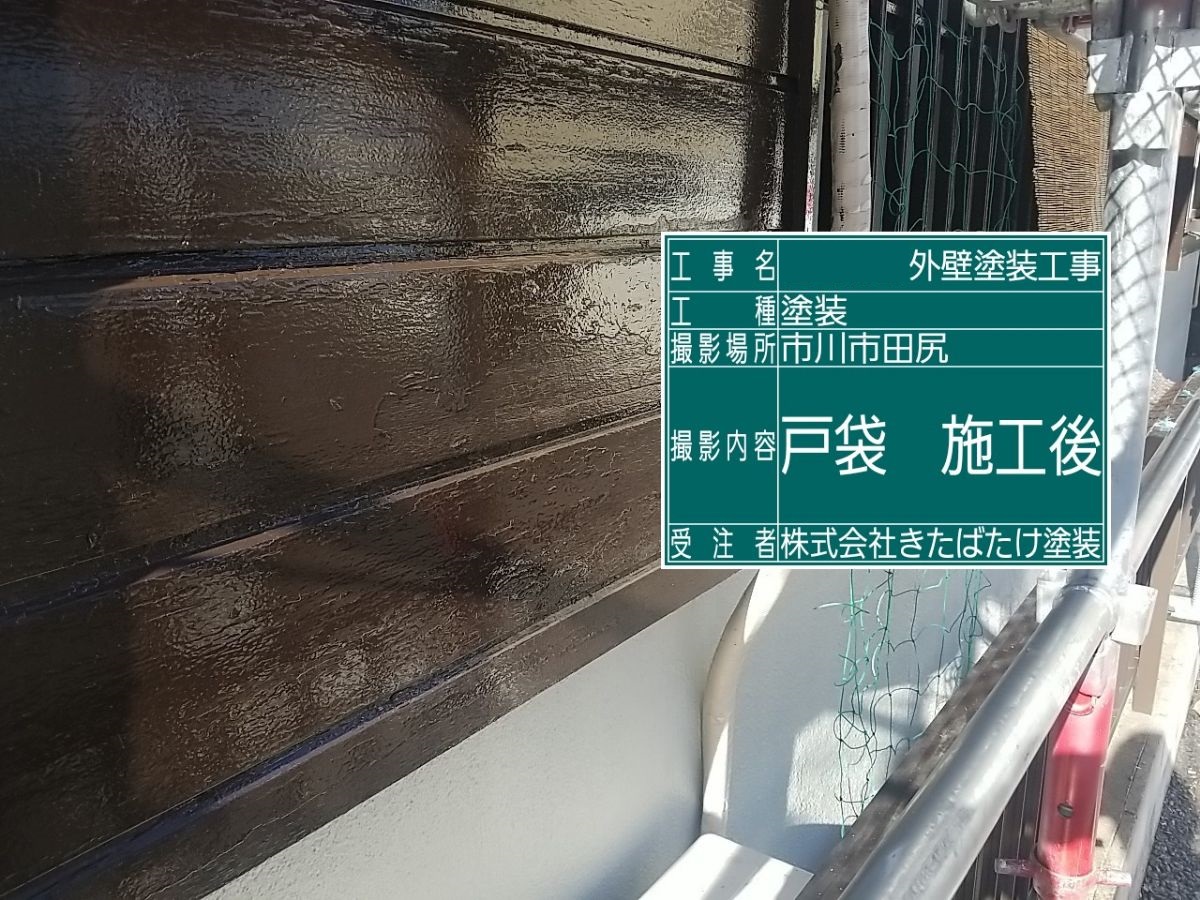 工事名 外壁塗装工事
工種 塗装
撮影場所 市川市田尻
撮影内容 戸袋 施工後
受注者 株式会社きたばたけ塗装